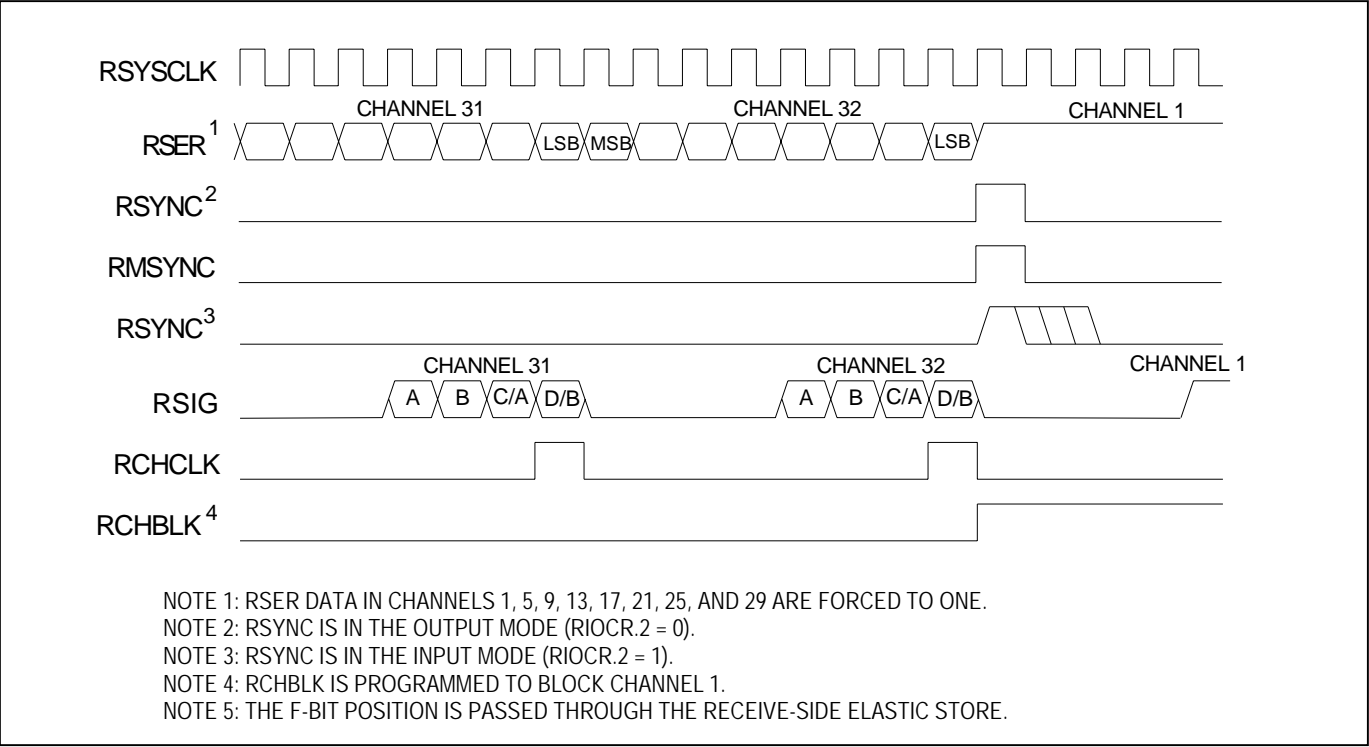 RSYSCLK
CHANNEL 31 CHANNEL 32 CHANNEL 1
RSER1 LSB MSB LSB
RSYNC2
RMSYNC
RSYNC3
CHANNEL 31 CHANNEL 32 CHANNEL 1
RSIG A B C/A D/B A B C/A D/B
RCHCLK
RCHBLK4
NOTE 1: RSER DATA IN CHANNELS 1, 5, 9, 13, 17, 21, 25, AND 29 ARE FORCED TO ONE.
NOTE 2: RSYNC IS IN THE OUTPUT MODE (RIOCR.2 = 0).
NOTE 3: RSYNC IS IN THE INPUT MODE (RIOCR.2 = 1).
NOTE 4: RCHBLK IS PROGRAMMED TO BLOCK CHANNEL 1.
NOTE 5: THE F-BIT POSITION IS PASSED THROUGH THE RECEIVE-SIDE ELASTIC STORE.